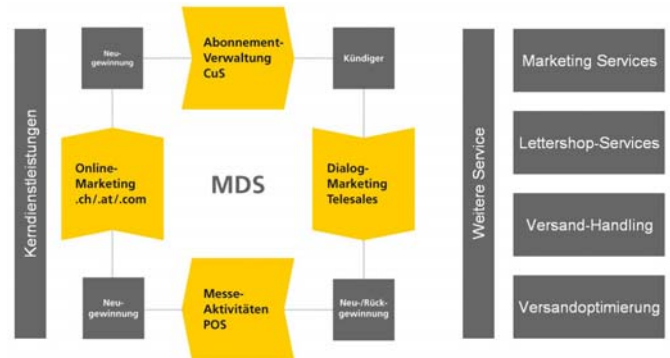 Kerndienstleistungen
Neu-
gewinnung
Abonnement-
Verwaltung
CuS
Kündiger
Online-
Marketing
.ch/.at/.com
MDS
Dialog-
Marketing
Telesales
Neu-
gewinnung
Messe-
Aktivitäten
POS
Neu-/Rück-
gewinnung
Weitere Service
Marketing Services
Lettershop-Services
Versand-Handling
Versandoptimierung